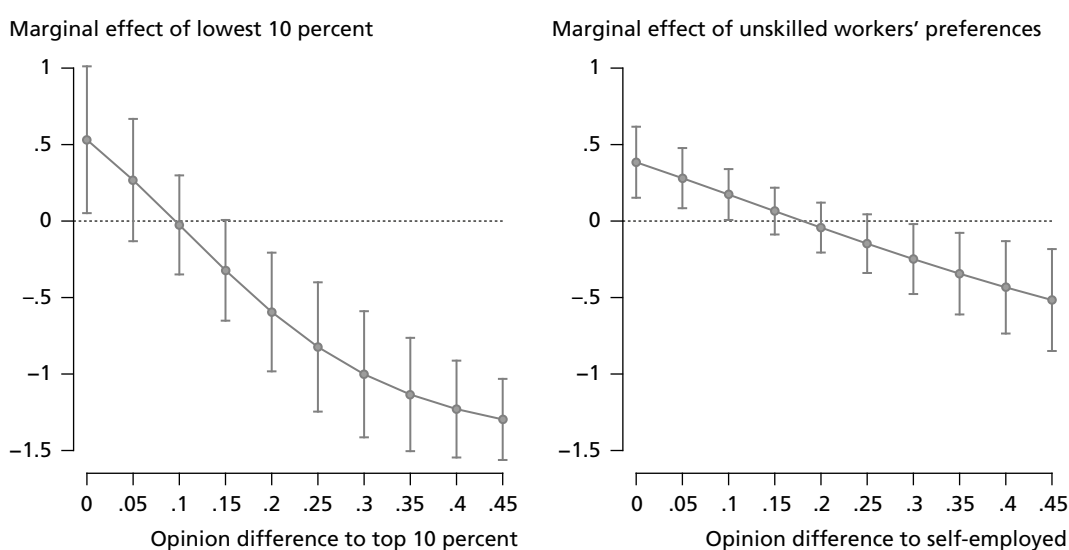 Marginal effect of lowest 10 percent
1
.5
0
−.5
−1
−1.5
0 .05 .1 .15 .2 .25 .3 .35 .4 .45
Opinion difference to top 10 percent
Marginal effect of unskilled workers’ preferences
1
.5
0
−.5
−1
−1.5
0 .05 .1 .15 .2 .25 .3 .35 .4 .45
Opinion difference to self-employed